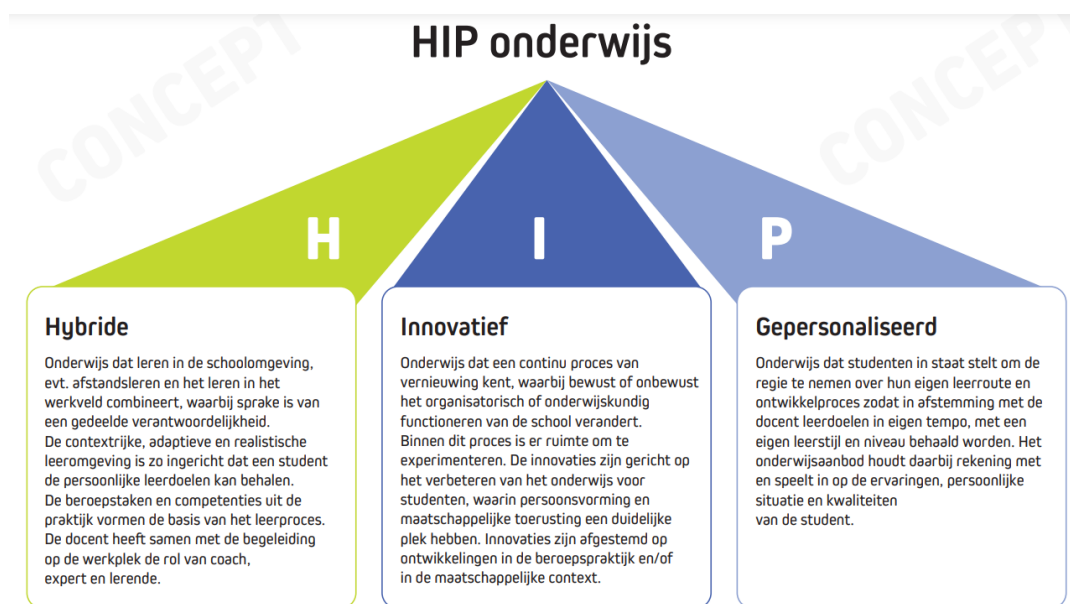 CONCEPT
CONCEPT
HIP onderwijs
H
I
P
Hybride
Onderwijs dat leren in de schoolomgeving,
evt. afstandsleren en het leren in het
werkveld combineert, waarbij sprake is van
een gedeelde verantwoordelijkheid.
De contextrijke, adaptieve en realistische
leeromgeving is zo ingericht dat een student
de persoonlijke leerdoelen kan behalen.
De beroepstaken en competenties uit de
praktijk vormen de basis van het leerproces.
De docent heeft samen met de begeleiding
op de werkplek de rol van coach,
expert en lerende.
Innovatief
Onderwijs dat een continu proces van
vernieuwing kent, waarbij bewust of onbewust
het organisatorisch of onderwijskundig
functioneren van de school verandert.
Binnen dit proces is er ruimte om te
experimenteren. De innovaties zijn gericht op
het verbeteren van het onderwijs voor
studenten, waarin persoonsvorming en
maatschappelijke toerusting een duidelijke
plek hebben. Innovaties zijn afgestemd op
ontwikkelingen in de beroepspraktijk en/of
in de maatschappelijke context.
Gepersonaliseerd
Onderwijs dat studenten in staat stelt om de
regie te nemen over hun eigen leerroute en
ontwikkelproces zodat in afstemming met de
docent leerdoelen in eigen tempo, met een
eigen leerstijl en niveau behaald worden. Het
onderwijsaanbod houdt daarbij rekening met
en speelt in op de ervaringen, persoonlijke
situatie en kwaliteiten
van de student.